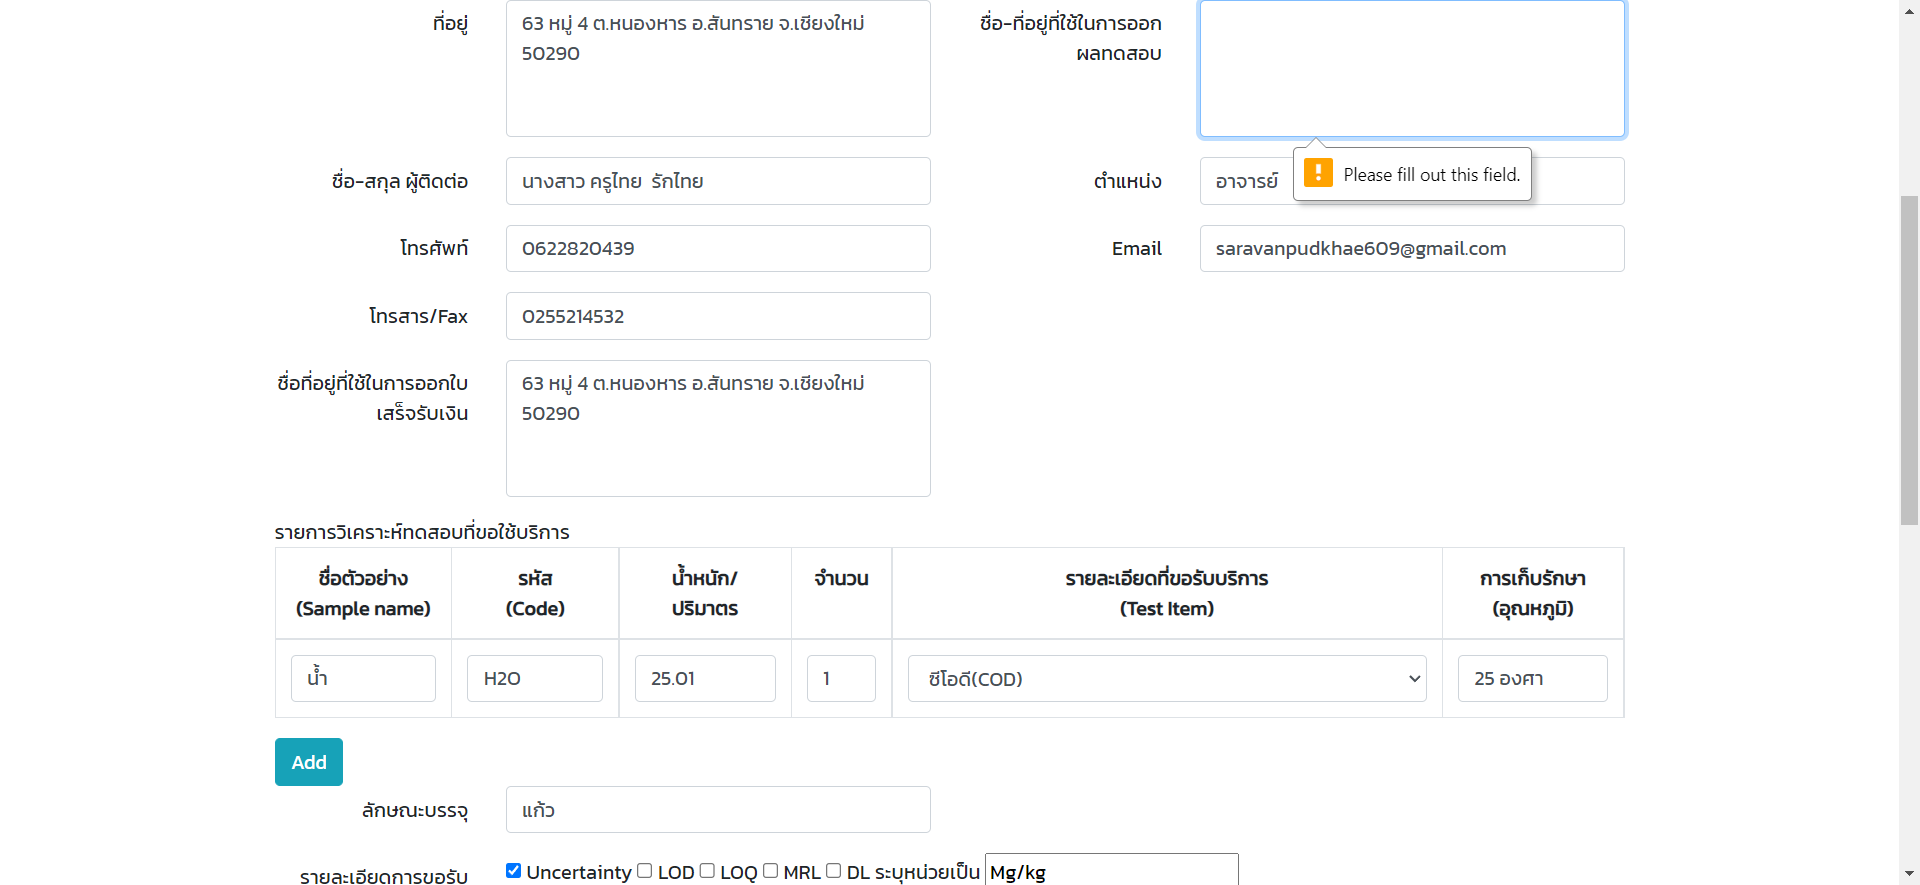 ที่อยู่
63 หมู่ 4 ต.หนองหาร อ.สันทราย จ.เชียงใหม่
50290
ชื่อ-ที่อยู่ที่ใช้ในการออก
ผลทดสอบ
Please fill out this field.
ชื่อ-สกุล ผู้ติดต่อ
นางสาว ครูไทย รักไทย
ตำแหน่ง
อาจารย์
โทรศัพท์
0622820439
Email
saravanpudkhae609@gmail.com
โทรสาร/Fax
0255214532
ชื่อที่อยู่ที่ใช้ในการออกใบ
เสร็จรับเงิน
63 หมู่ 4 ต.หนองหาร อ.สันทราย จ.เชียงใหม่
50290
รายการวิเคราะห์ทดสอบที่ขอใช้บริการ
ชื่อตัวอย่าง
(Sample name)
รหัส
(Code)
น้ำหนัก/
ปริมาตร
จำนวน
รายละเอียดที่ขอรับบริการ
(Test Item)
การเก็บรักษา
(อุณหภูมิ)
น้ำ
H2O
25.01
1
ซีโอดี(COD)
25 องศา
Add
ลักษณะบรรจุ
แก้ว
รายละเอียดการขอรับ
Uncertainty LOD LOQ MRL DL ระบุหน่วยเป็น Mg/kg